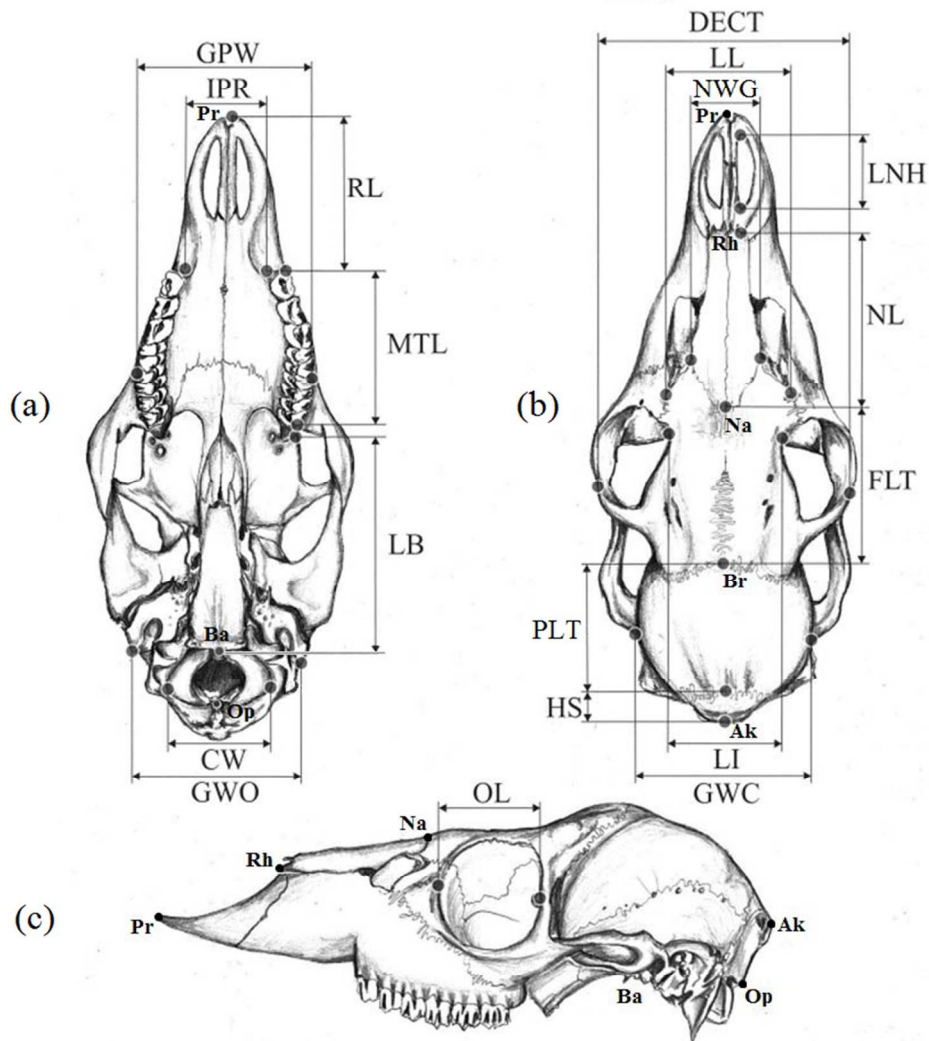 GPW
IPR
Pr
RL
MTL
(a)
LB
Ba
Op
CW
GWO
DECT
LL
NWG
Pr
LNH
Rh
NL
(b)
Na
FLT
Br
PLT
HS
Ak
LI
GWC
OL
Na
Rh
(c)
Pr
Ak
Ba
Op